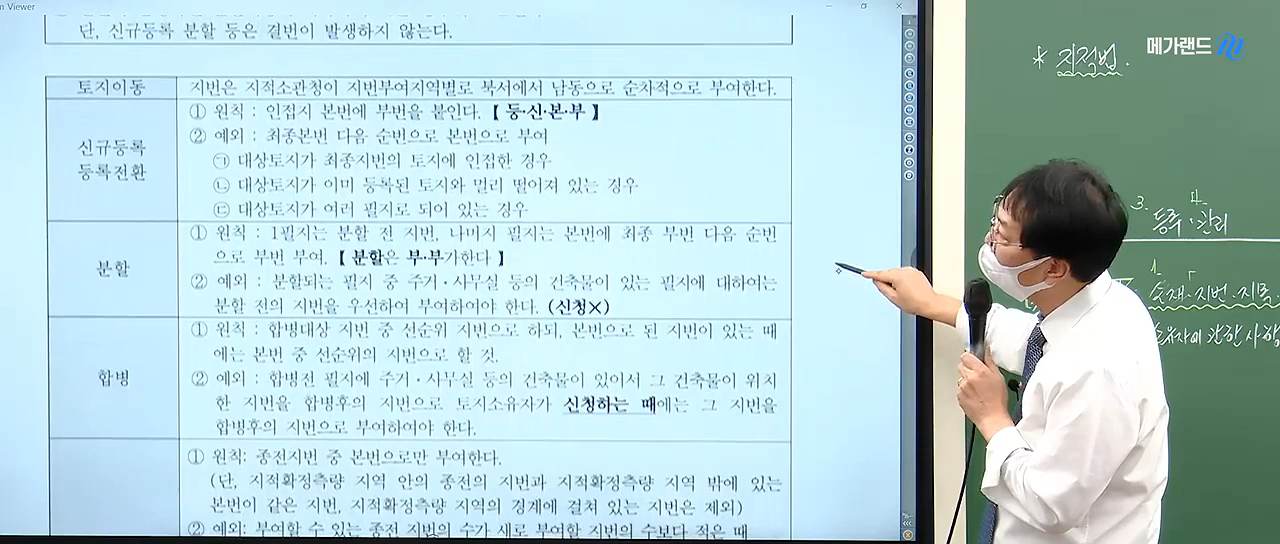 m Viewer
단, 신규등록 분할 등은 결번이 발생하지 않는다.
토지이동
지번은 지적소관청이 지번부여지역별로 북서에서 남동으로 순차적으로 부여한다.
신규등록
등록전환
① 원칙 : 인접지 본번에 부번을 붙인다. 【 등·신·본·부 】
② 예외 : 최종본번 다음 순번으로 본번으로 부여
㉠ 대상토지가 최종지번의 토지에 인접한 경우
㉡ 대상토지가 이미 등록된 토지와 멀리 떨어져 있는 경우
㉢ 대상토지가 여러 필지로 되어 있는 경우
분할
① 원칙 : 1필지는 분할 전 지번, 나머지 필지는 본번에 최종 부번 다음 순번
으로 부번 부여. 【 분할은 부·부가한다 】
② 예외 : 분할되는 필지 중 주거·사무실 등의 건축물이 있는 필지에 대하여는
분할 전의 지번을 우선하여 부여하여야 한다. (신청×)
합병
① 원칙 : 합병대상 지번 중 선순위 지번으로 하되, 본번으로 된 지번이 있는 때
에는 본번 중 선순위의 지번으로 할 것.
② 예외 : 합병전 필지에 주거·사무실 등의 건축물이 있어서 그 건축물이 위치
한 지번을 합병후의 지번으로 토지소유자가 신청하는 때에는 그 지번을
합병후의 지번으로 부여하여야 한다.
① 원칙: 종전지번 중 본번으로만 부여한다.
(단, 지적확정측량 지역 안의 종전의 지번과 지적확정측량 지역 밖에 있는
본번이 같은 지번, 지적확정측량 지역의 경계에 걸쳐 있는 지번은 제외)
② 예외: 부여할 수 있는 종전 지번의 수가 새로 부여할 지번의 수보다 적은 때
메가랜드
* 지적법.
3. 4.
등록·관리
소재·지번·지목
소유자에 관한 사항